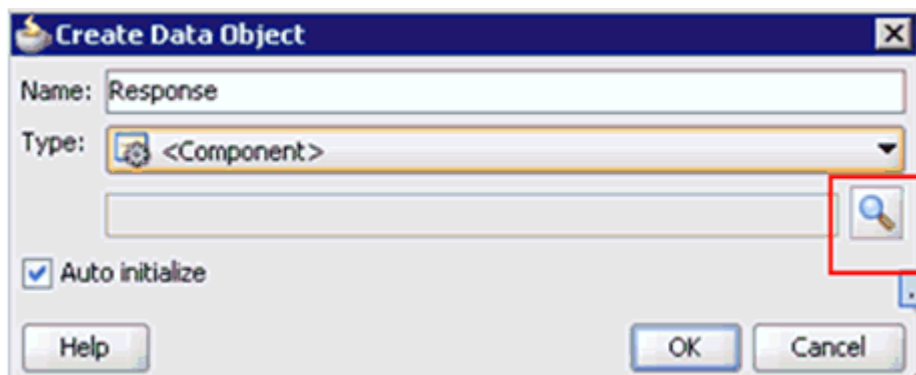 Create Data Object
Name: Response
Type: <Component>
Auto initialize
Help OK Cancel